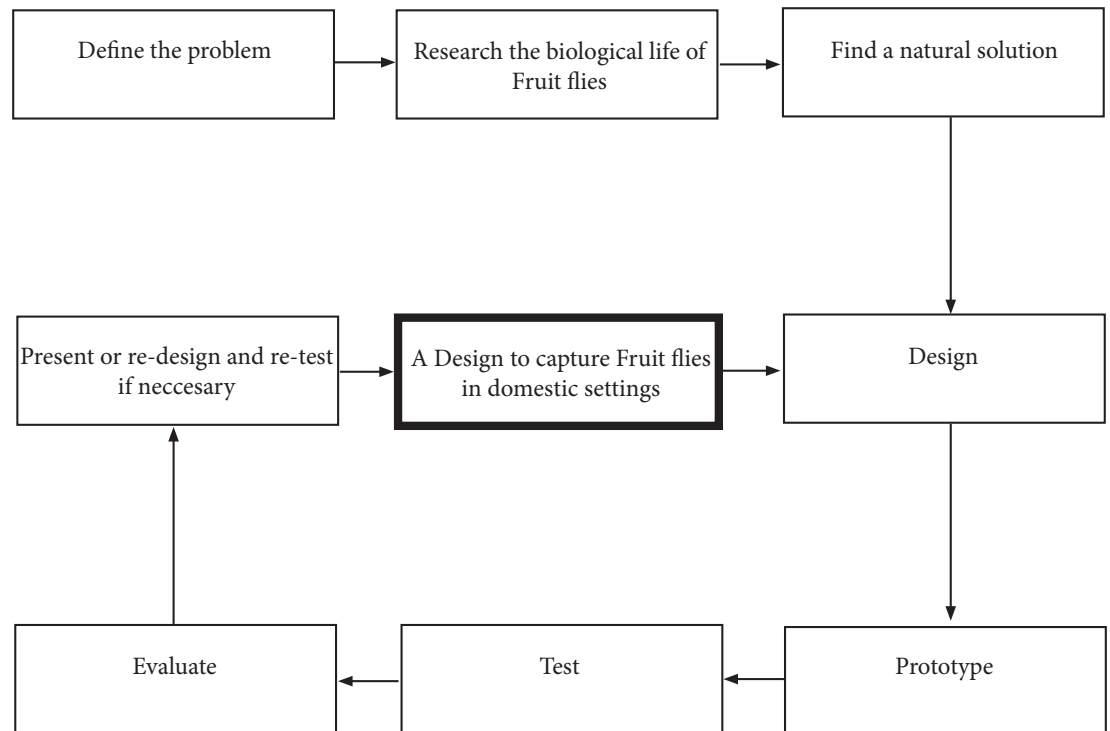 Define the problem
Research the biological life of
Fruit flies
Find a natural solution
Present or re-design and re-test
if neccesary
A Design to capture Fruit flies
in domestic settings
Design
Evaluate
Test
Prototype